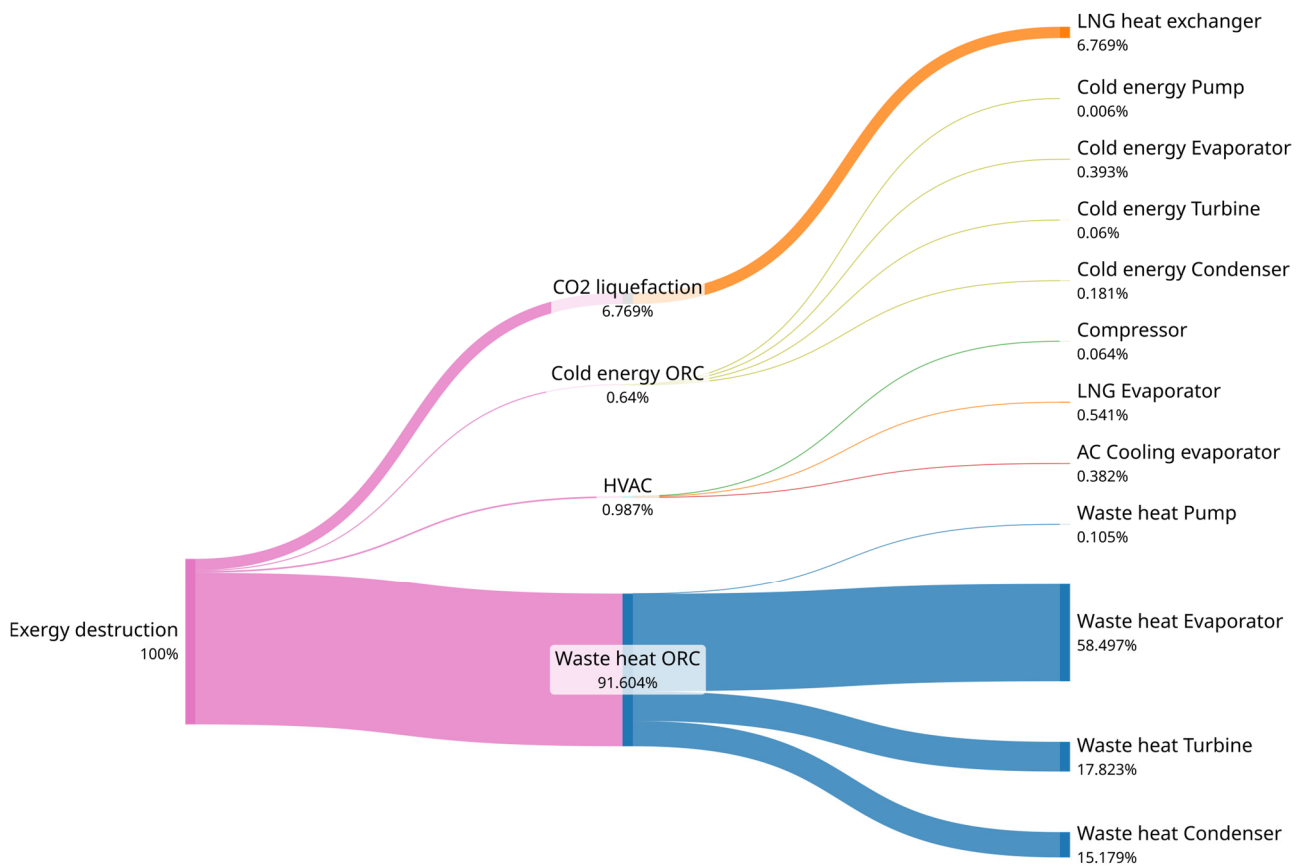 LNG heat exchanger
6.769%
Cold energy Pump
0.006%
Cold energy Evaporator
0.393%
Cold energy Turbine
0.06%
Cold energy Condenser
0.181%
CO2 liquefaction
6.769%
Compressor
0.064%
Cold energy ORC
0.64%
LNG Evaporator
0.541%
AC Cooling evaporator
0.382%
HVAC
0.987%
Waste heat Pump
0.105%
Exergy destruction
100%
Waste heat Evaporator
58.497%
Waste heat ORC
91.604%
Waste heat Turbine
17.823%
Waste heat Condenser
15.179%